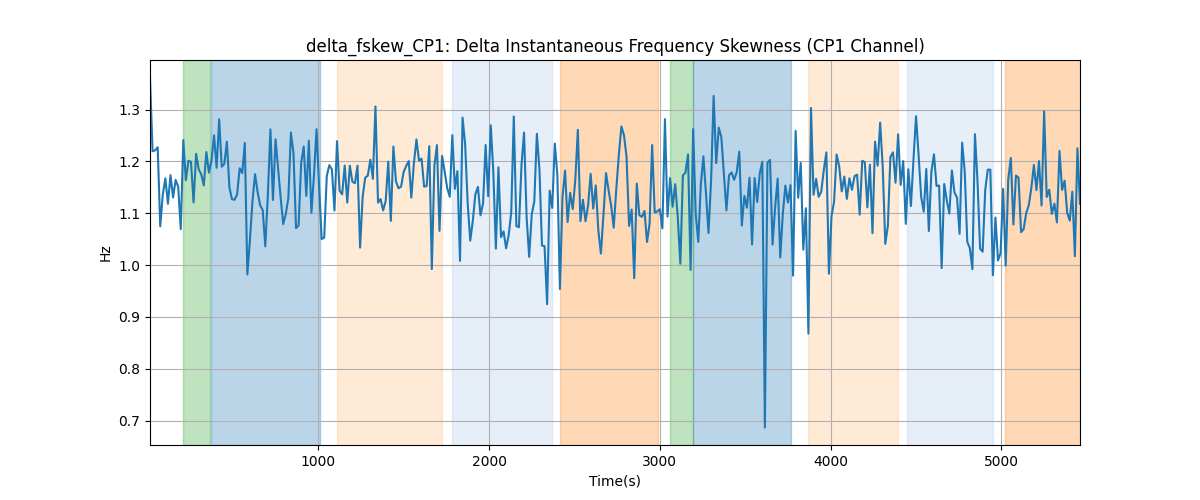 delta_fskew_CP1: Delta Instantaneous Frequency Skewness (CP1 Channel)
Hz
1.3
1.2
1.1
1.0
0.9
0.8
0.7
1000 2000 3000 4000 5000
Time(s)